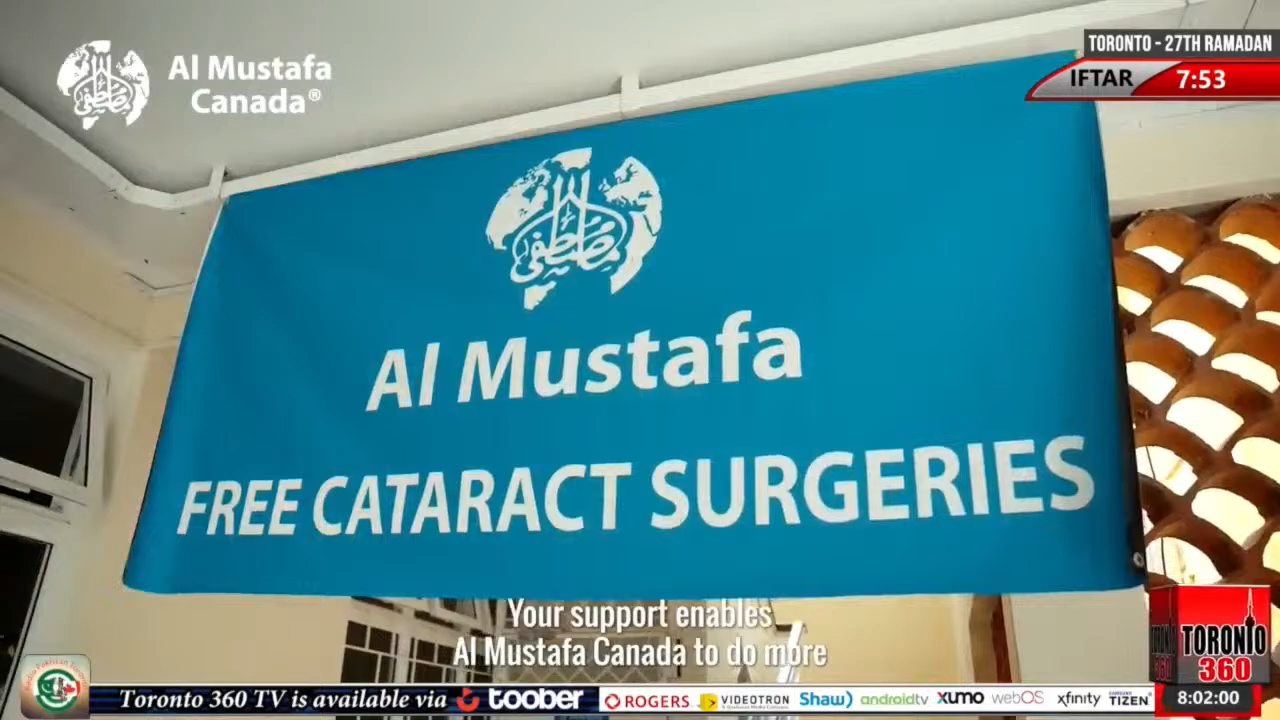 Al Mustafa
Canada®
TORONTO - 27TH RAMADAN
IFTAR 7:53
مصطفى
Al Mustafa
FREE CATARACT SURGERIES
Your support enables
Al Mustafa Canada to do more
TORONTO
360
8:02:00
Toronto 360 TV is available via toober ROGERS VIDEOTRON Shaw) androidtv XUMO webOS xfinity SAMSUNG TIZEN